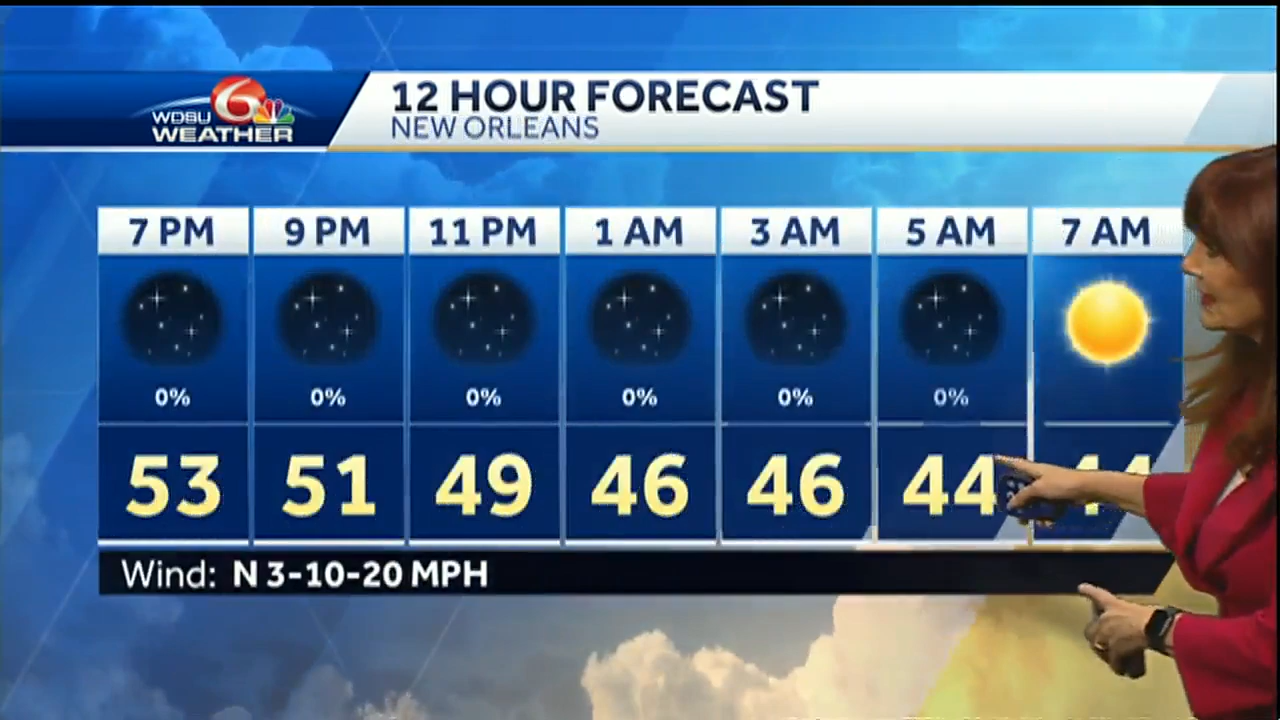 WDSU 6
WEATHER
12 HOUR FORECAST
NEW ORLEANS
7 PM 9 PM 11 PM 1 AM 3 AM 5 AM 7 AM
0% 0% 0% 0% 0% 0%
53 51 49 46 46 44 44
Wind: N 3-10-20 MPH